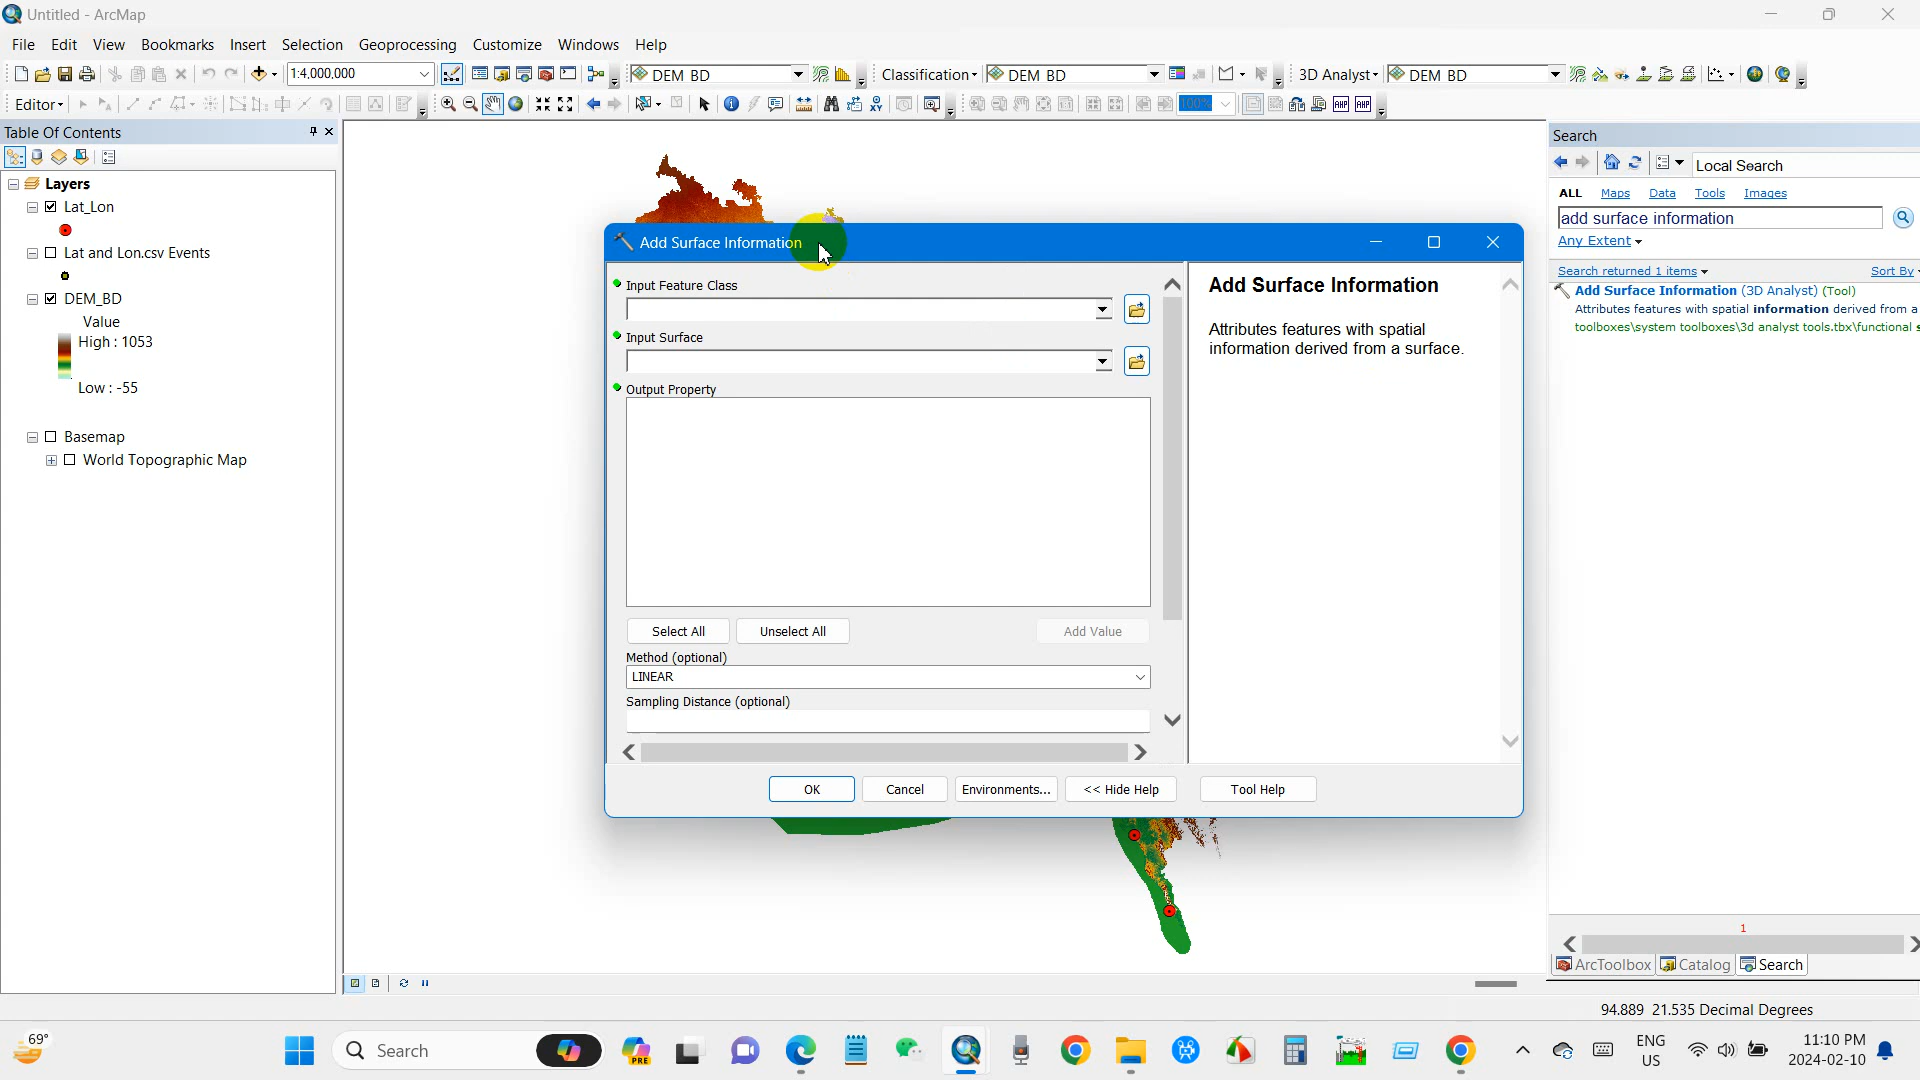 Untitled - ArcMap
File Edit View Bookmarks Insert Selection Geoprocessing Customize Windows Help
1:4,000,000 DEM_BD Classification DEM_BD 3D Analyst DEM_BD
Editor 100% AHP AHP
Table Of Contents
Layers
Lat_Lon
Lat and Lon.csv Events
DEM_BD
Value
High : 1053
Low : -55
Basemap
World Topographic Map
Add Surface Information
Input Feature Class
Input Surface
Output Property
Select All Unselect All Add Value
Method (optional)
LINEAR
Sampling Distance (optional)
OK Cancel Environments... << Hide Help Tool Help
Add Surface Information
Attributes features with spatial
information derived from a surface.
Search
Local Search
ALL Maps Data Tools Images
add surface information
Any Extent
Search returned 1 items Sort By
Add Surface Information (3D Analyst) (Tool)
Attributes features with spatial information derived from a
toolboxes\system toolboxes\3d analyst tools.tbx\functional s
1
ArcToolbox Catalog Search
94.889 21.535 Decimal Degrees
69°
Search
PRE
ENG
US
11:10 PM
2024-02-10